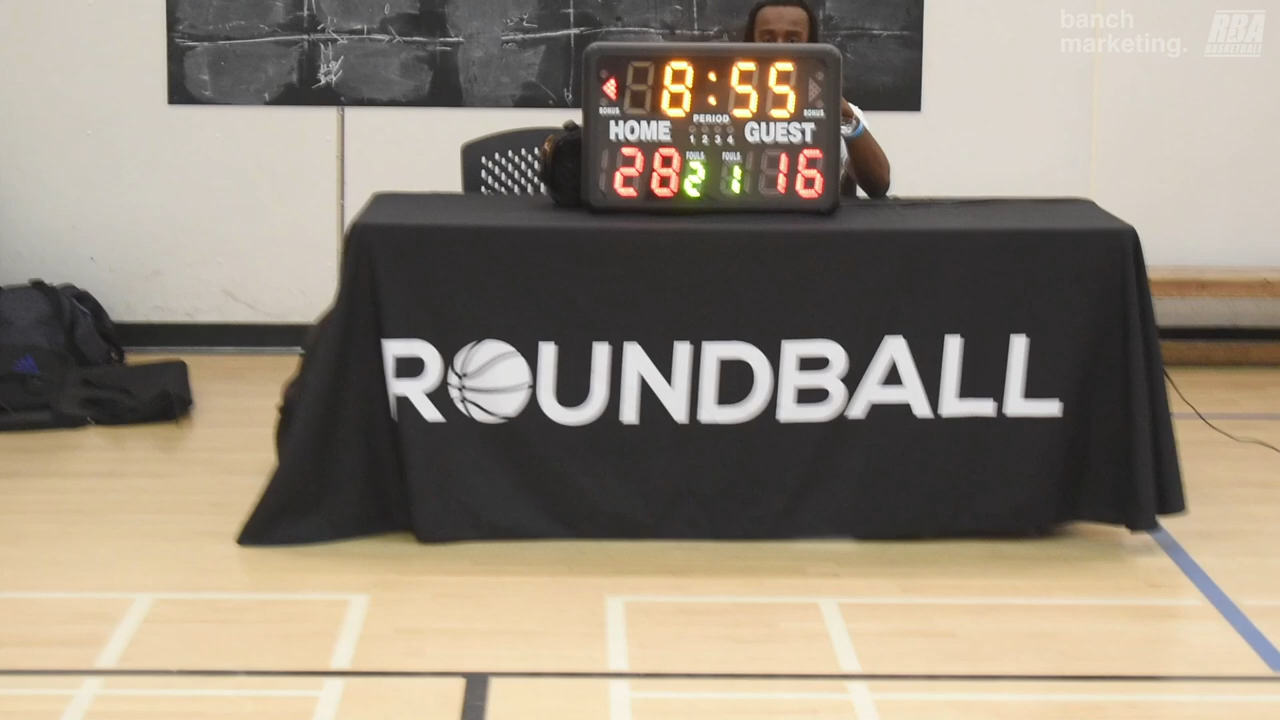 banch
marketing.
RBA
BASKETBALL
8:55
BONUS BONUS
PERIOD
HOME 1 2 3 4 GUEST
FOULS FOULS
28 2 1 16
ROUNDBALL